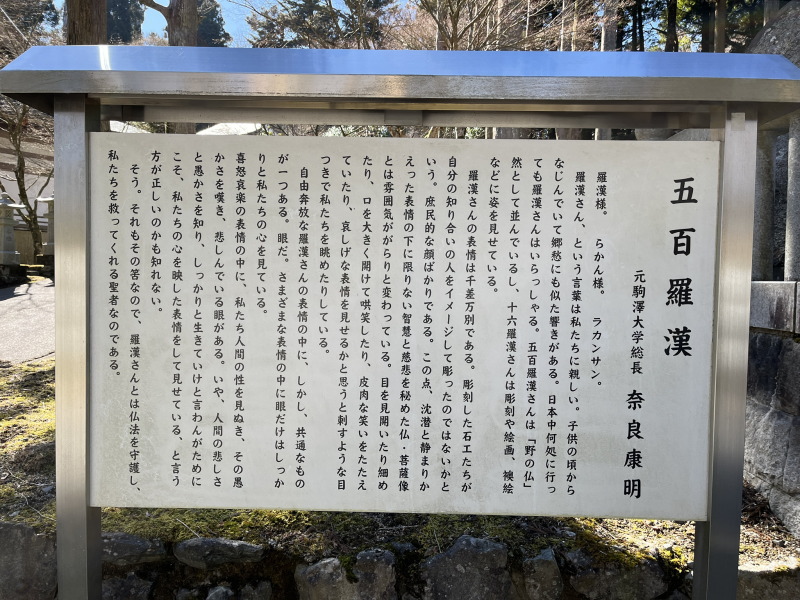 五百羅漢
元駒澤大学総長　奈良康明
羅漢様。　らかん様。　ラカンサン。
羅漢さん、という言葉は私たちに親しい。子供の頃から
なじんでいて郷愁にも似た響きがある。日本中何処に行っ
ても羅漢さんはいらっしゃる。五百羅漢さんは「野の仏」
然として並んでいるし、十六羅漢さんは彫刻や絵画、襖絵
などに姿を見せている。
羅漢さんの表情は千差万別である。彫刻した石工たちが
自分の知り合いの人をイメージして彫ったのではないかと
いう。庶民的な顔ばかりである。この点、沈潜と静まりか
えった表情の下に限りない智慧と慈悲を秘めた仏・菩薩像
とは雰囲気ががらりと変わっている。目を見開いたり細め
たり、口を大きく開けて哄笑したり、皮肉な笑いをたたえ
ていたり、哀しげな表情を見せるかと思うと刺すような目
つきで私たちを眺めたりしている。
自由奔放な羅漢さんの表情の中に、しかし、共通なもの
が一つある。眼だ。さまざまな表情の中に眼だけはしっか
りと私たちの心を見ている。
喜怒哀楽の表情の中に、私たち人間の性を見ぬき、その愚
かさを嘆き、悲しんでいる眼がある。いや、人間の悲しさ
と愚かさを知り、しっかりと生きていけと言わんがために
こそ、私たちの心を映した表情をして見せている、と言う
方が正しいのかも知れない。
そう。それもその筈なので、　羅漢さんとは仏法を守護し、
私たちを救ってくれる聖者なのである。